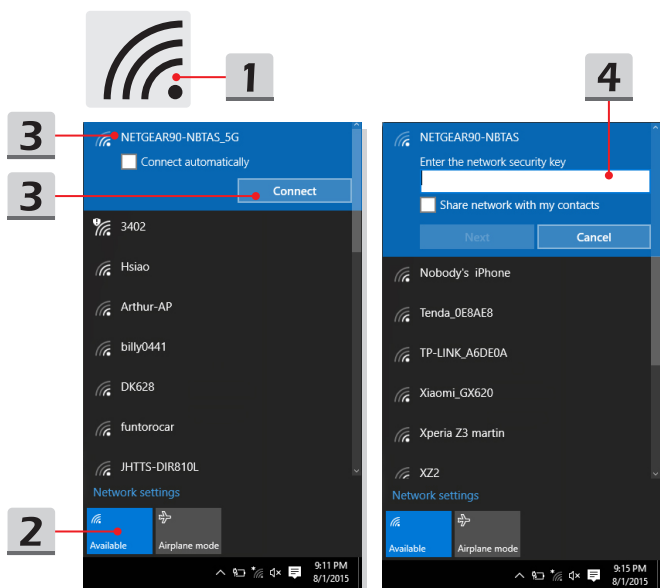 1
4
3
NETGEAR90-NBTAS_5G
Connect automatically
3
Connect
3402
Hsiao
Arthur-AP
billy0441
DK628
funtorocar
JHTTS-DIR810L
Network settings
2
Available
Airplane mode
9:11 PM
8/1/2015
NETGEAR90-NBTAS
Enter the network security key
Share network with my contacts
Next
Cancel
Nobody's iPhone
Tenda_0E8AE8
TP-LINK_A6DE0A
Xiaomi_GX620
Xperia Z3 martin
XZ2
Network settings
Available
Airplane mode
9:15 PM
8/1/2015